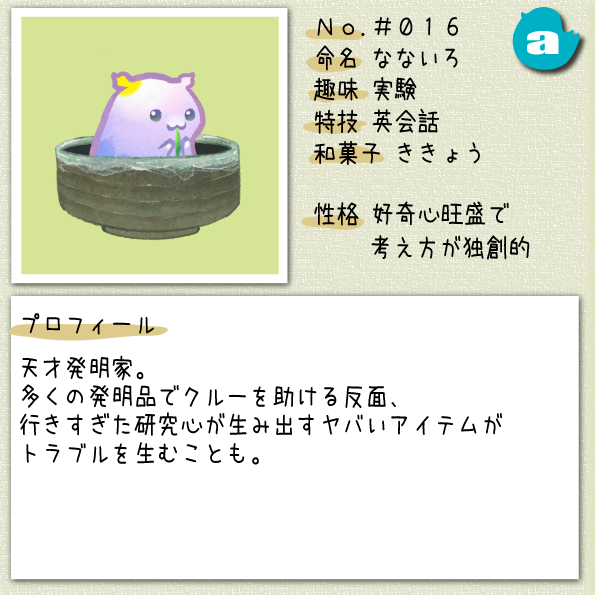 No.#016
a
命名 なないろ
趣味 実験
特技 英会話
和菓子 ききょう
性格 好奇心旺盛で
考え方が独創的
プロフィール
天才発明家。
多くの発明品でクルーを助ける反面、
行きすぎた研究心が生み出すヤバいアイテムが
トラブルを生むことも。